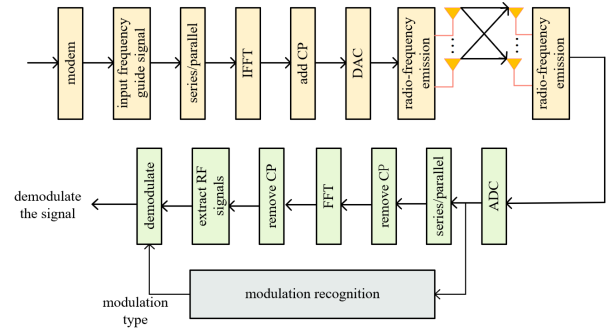 modem
input frequency
guide signal
series/parallel
IFFT
add CP
DAC
radio-frequency
emission
radio-frequency
emission
demodulate
the signal
demodulate
extract RF
signals
remove CP
FFT
remove CP
series/parallel
ADC
modulation
type
modulation recognition